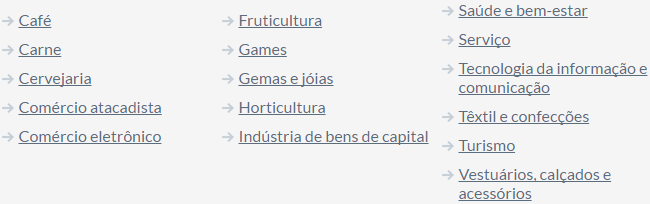 Café
Carne
Cervejaria
Comércio atacadista
Comércio eletrônico
Fruticultura
Games
Gemas e jóias
Horticultura
Indústria de bens de capital
Saúde e bem-estar
Serviço
Tecnologia da informação e
comunicação
Têxtil e confecções
Turismo
Vestuários, calçados e
acessórios